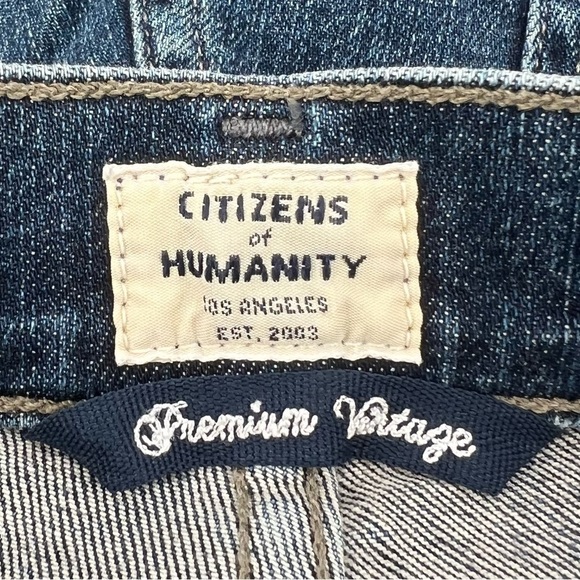 CITIZENS
of
HUMANITY
LOS ANGELES
EST. 2003
Premium Vintage